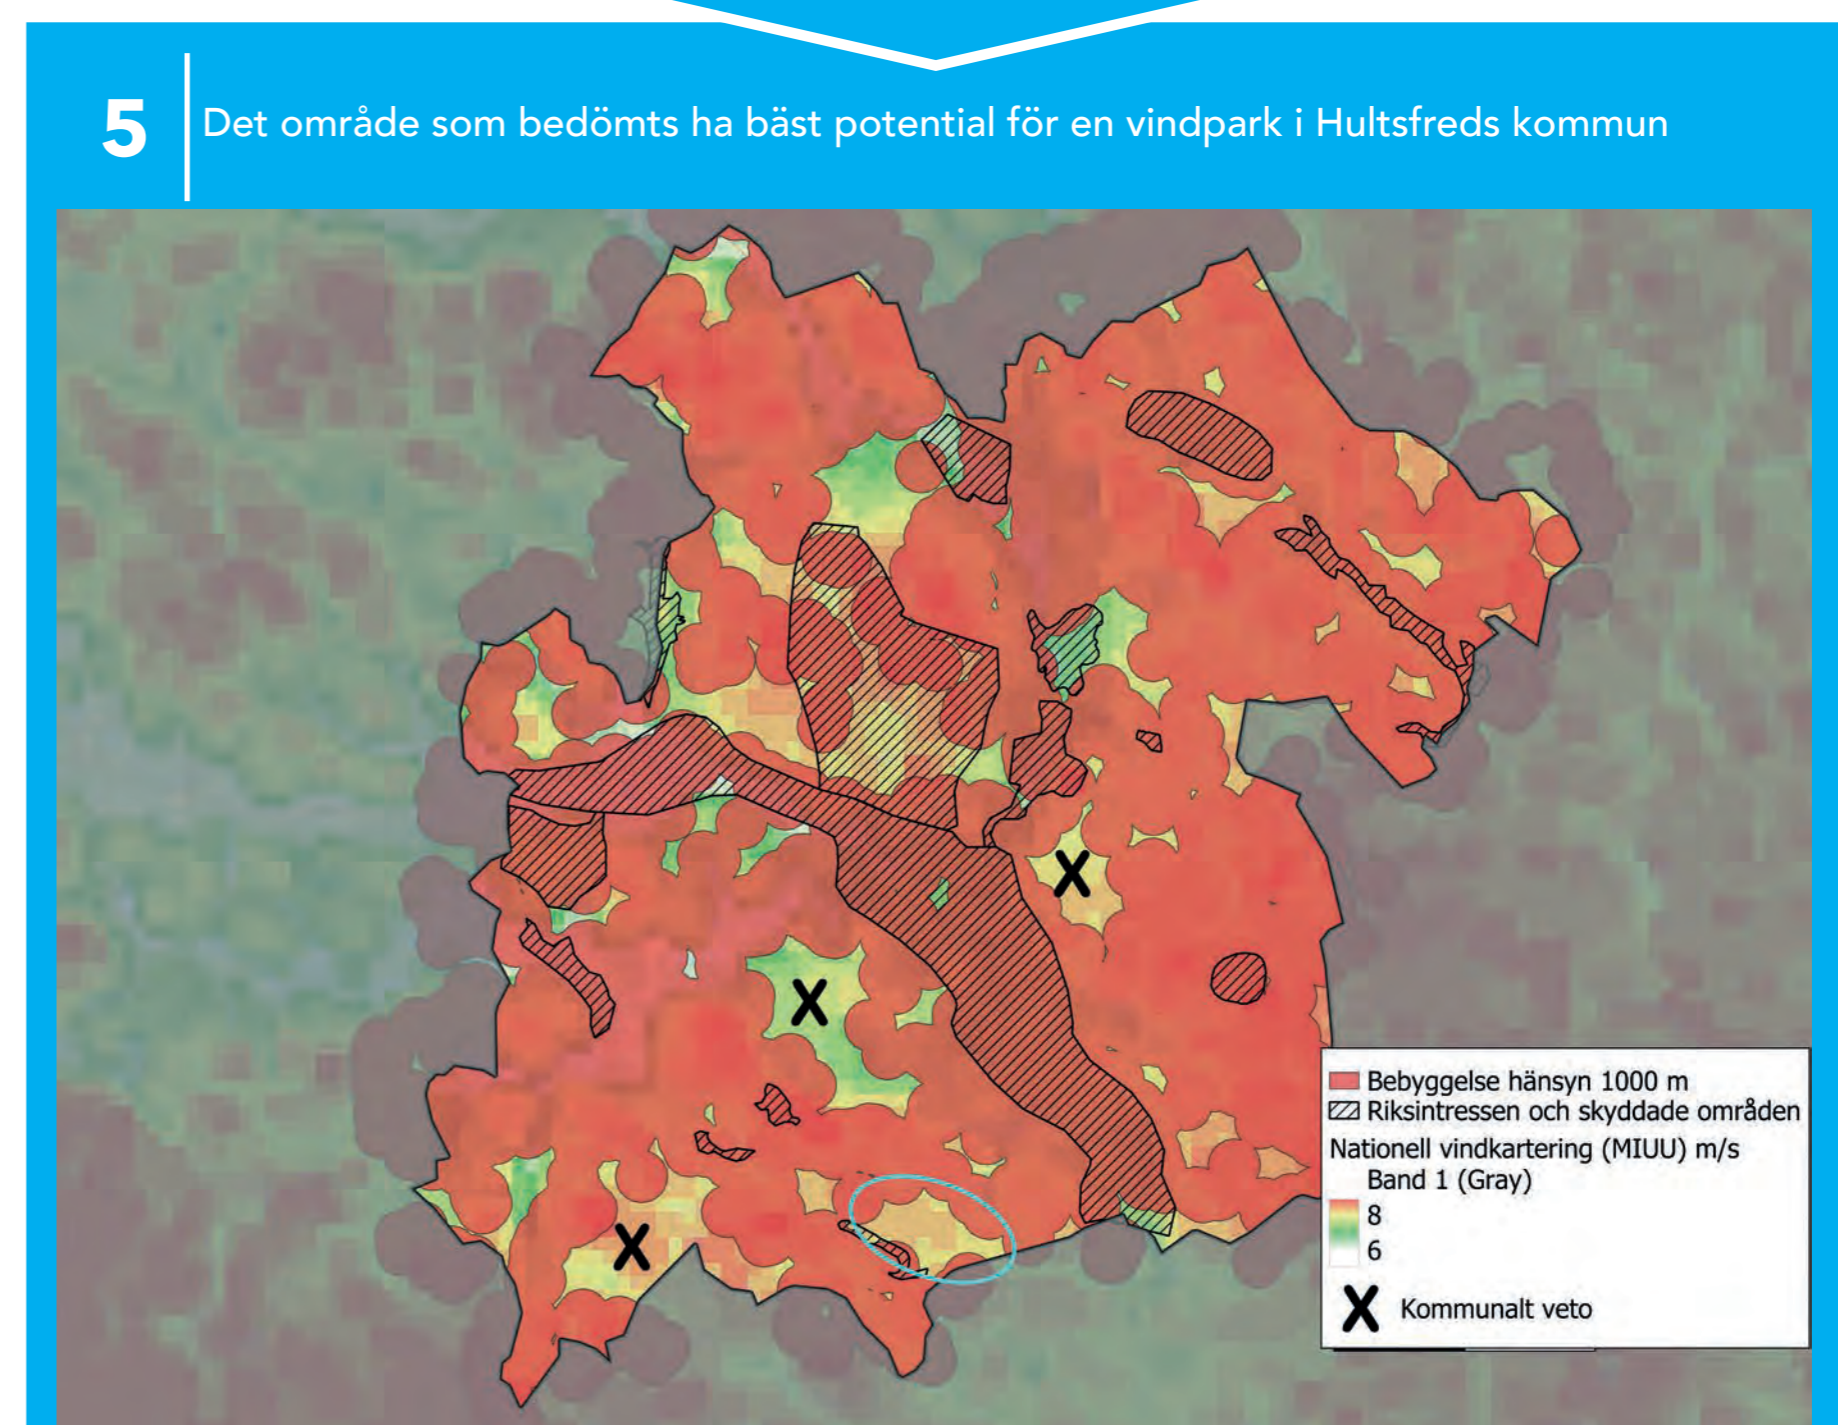 5
Det område som bedömts ha bäst potential för en vindpark i Hultsfreds kommun
X
X
X
Bebyggelse hänsyn 1000 m
Riksintressen och skyddade områden
Nationell vindkartering (MIUU) m/s
Band 1 (Gray)
8
6
X Kommunalt veto